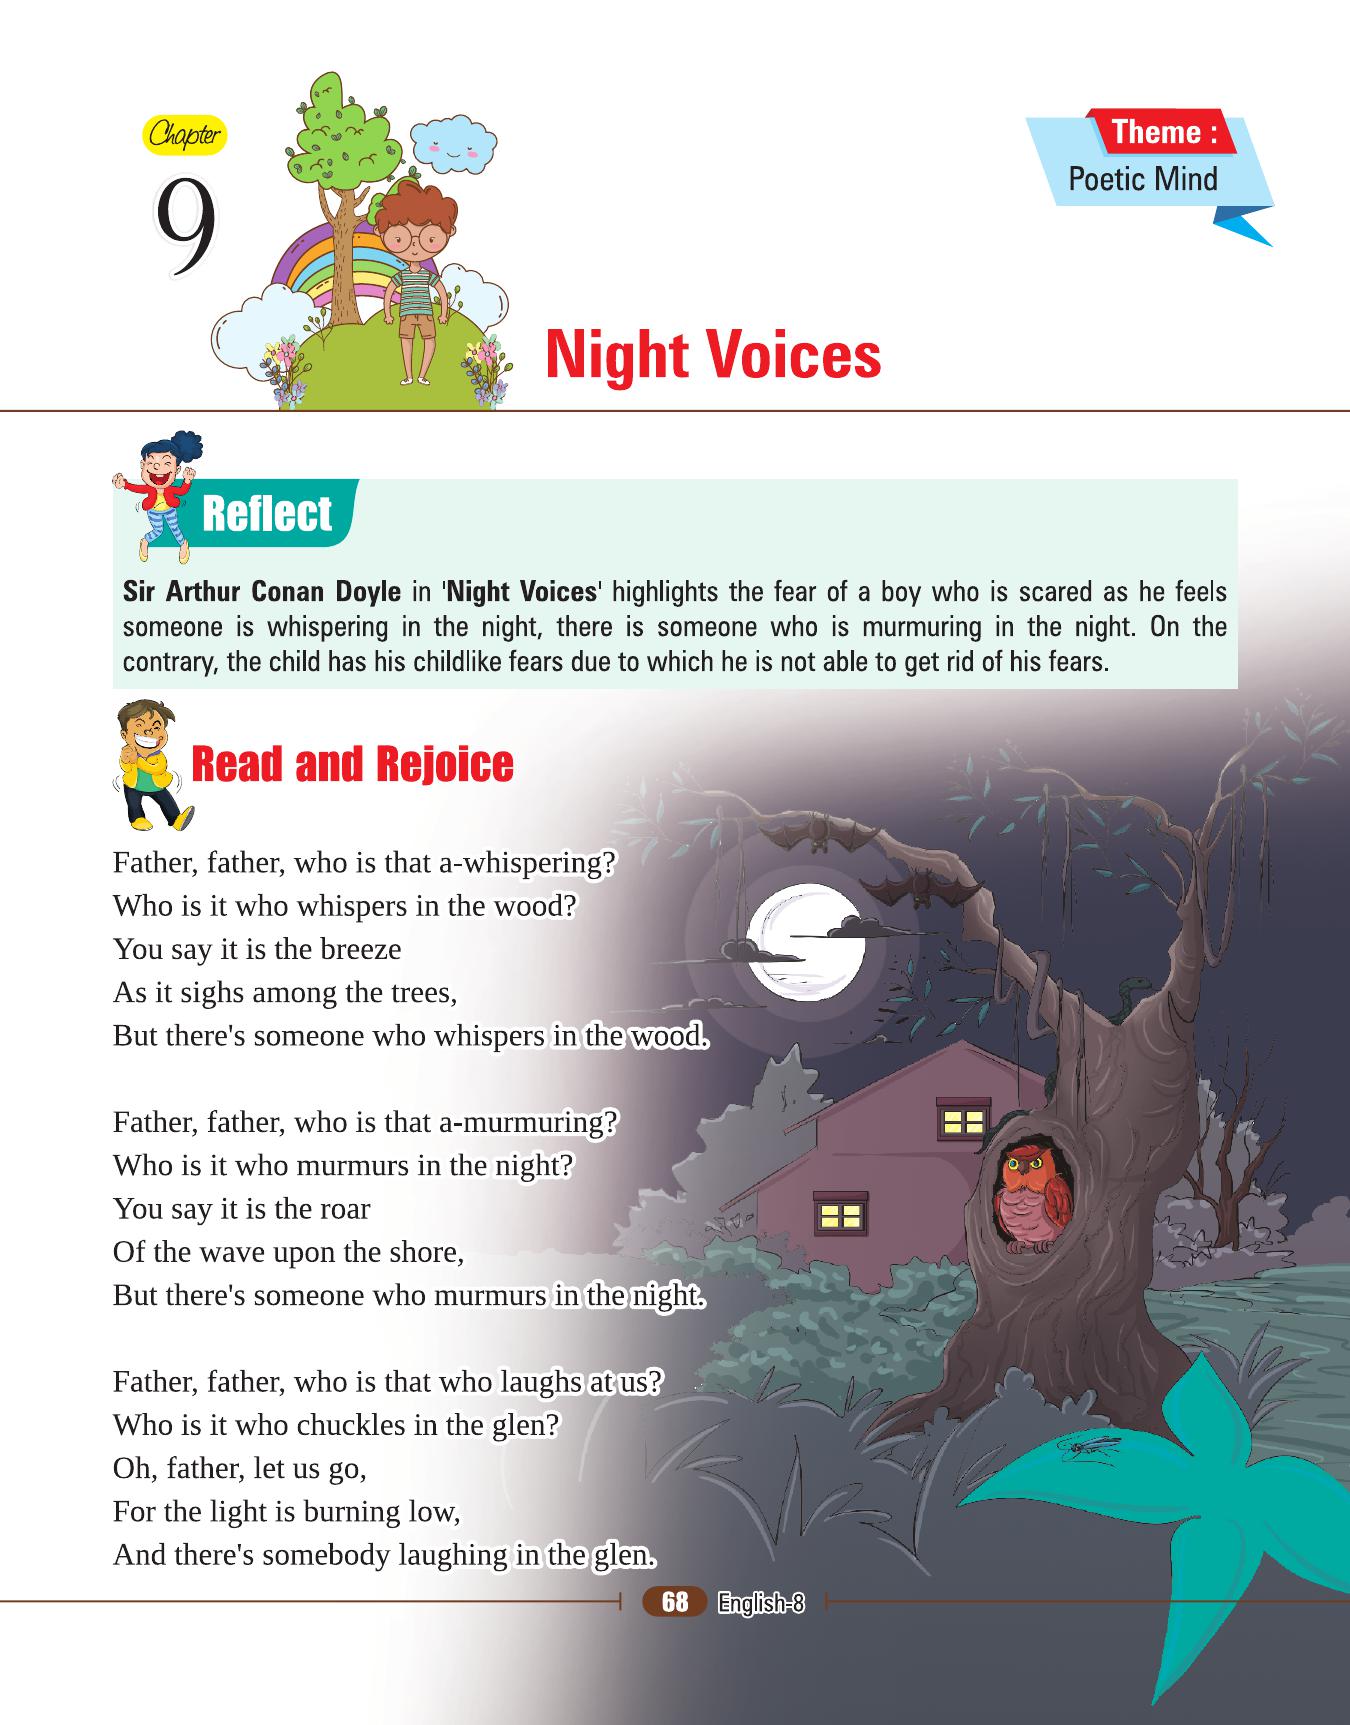 Chapter
9
Theme :
Poetic Mind
Night Voices
Reflect
Sir Arthur Conan Doyle in 'Night Voices' highlights the fear of a boy who is scared as he feels
someone is whispering in the night, there is someone who is murmuring in the night. On the
contrary, the child has his childlike fears due to which he is not able to get rid of his fears.
Read and Rejoice
Father, father, who is that a-whispering?
Who is it who whispers in the wood?
You say it is the breeze
As it sighs among the trees,
But there's someone who whispers in the wood.
Father, father, who is that a-murmuring?
Who is it who murmurs in the night?
You say it is the roar
Of the wave upon the shore,
But there's someone who murmurs in the night.
Father, father, who is that who laughs at us?
Who is it who chuckles in the glen?
Oh, father, let us go,
For the light is burning low,
And there's somebody laughing in the glen.
68 English-8